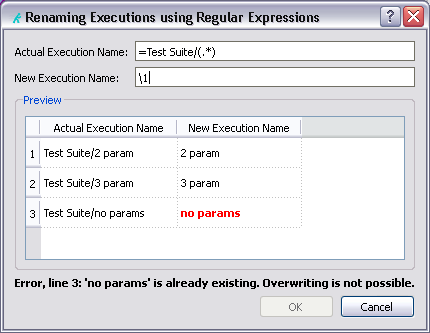 Renaming Executions using Regular Expressions
Actual Execution Name: =Test Suite/(.*)
New Execution Name: \1
Preview
Actual Execution Name New Execution Name
1 Test Suite/2 param 2 param
2 Test Suite/3 param 3 param
3 Test Suite/no params no params
Error, line 3: 'no params' is already existing. Overwriting is not possible.
OK Cancel